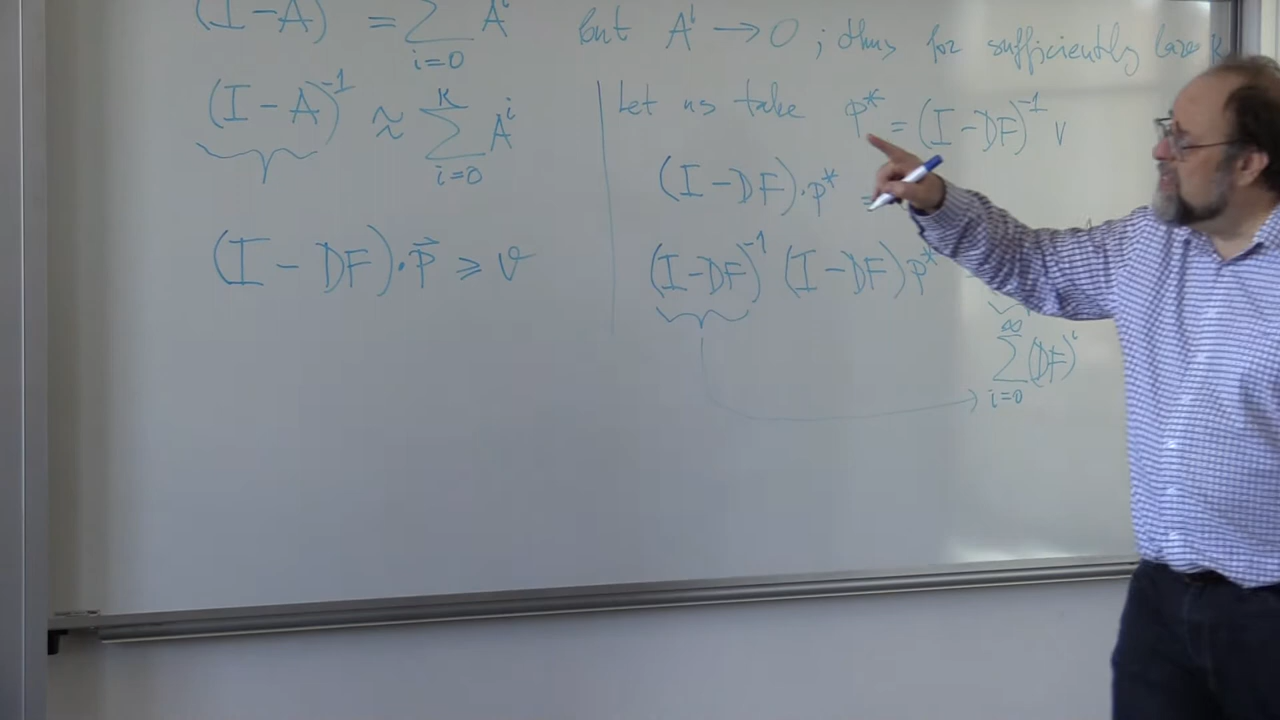 (I-A) = ∑_{i=0} A^i
(I-A)^{-1} ≈ ∑_{i=0}^{K} A^i
(I-DF)·p⃗ ⩾ v
but A^i → 0 ; thus for sufficiently large K
Let us take p* = (I-DF)^{-1} v
(I-DF)·p* =
(I-DF)^{-1} (I-DF) p*
∑_{i=0}^{∞} (DF)^i